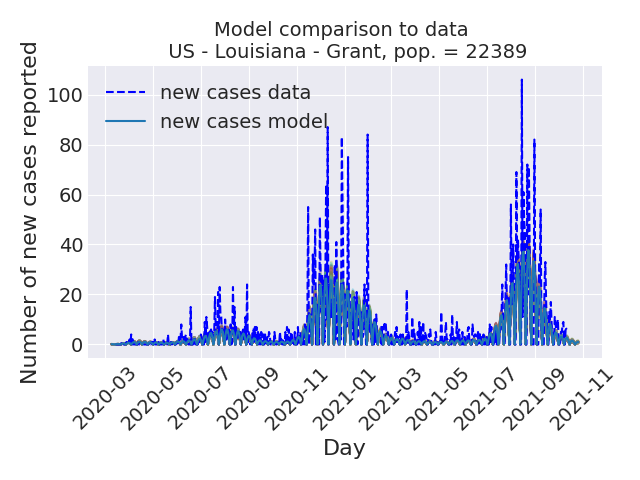 Model comparison to data
US - Louisiana - Grant, pop. = 22389
new cases data
new cases model
Number of new cases reported
100
80
60
40
20
0
2020-03
2020-05
2020-07
2020-09
2020-11
2021-01
2021-03
2021-05
2021-07
2021-09
2021-11
Day